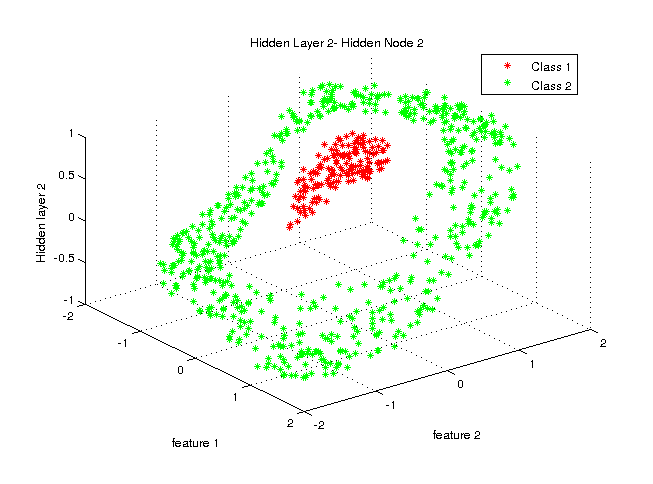 Hidden Layer 2- Hidden Node 2
Class 1
Class 2
1
0.5
0
-0.5
-1
Hidden layer 2
-2
-1
0
1
2
feature 1
-2
-1
0
1
2
feature 2